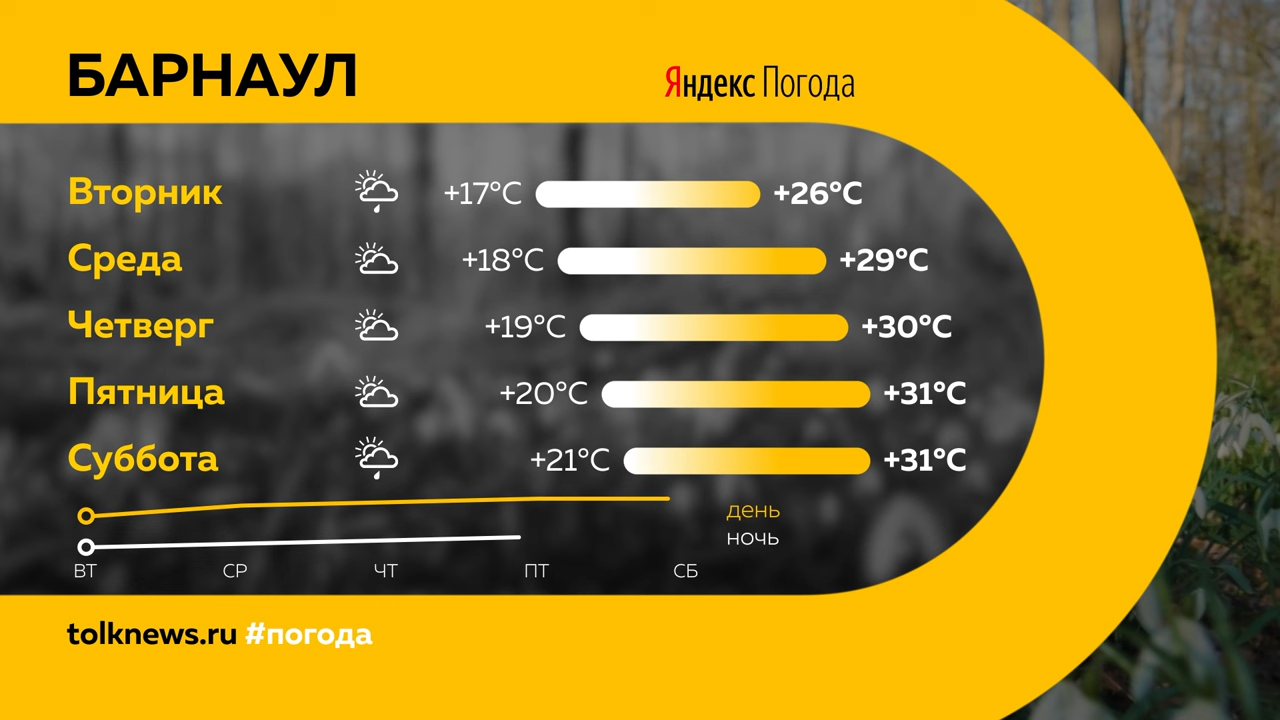 БАРНАУЛ
Яндекс Погода
Вторник +17°C +26°C
Среда +18°C +29°C
Четверг +19°C +30°C
Пятница +20°C +31°C
Суббота +21°C +31°C
день
ночь
ВТ СР ЧТ ПТ СБ
tolknews.ru #погода